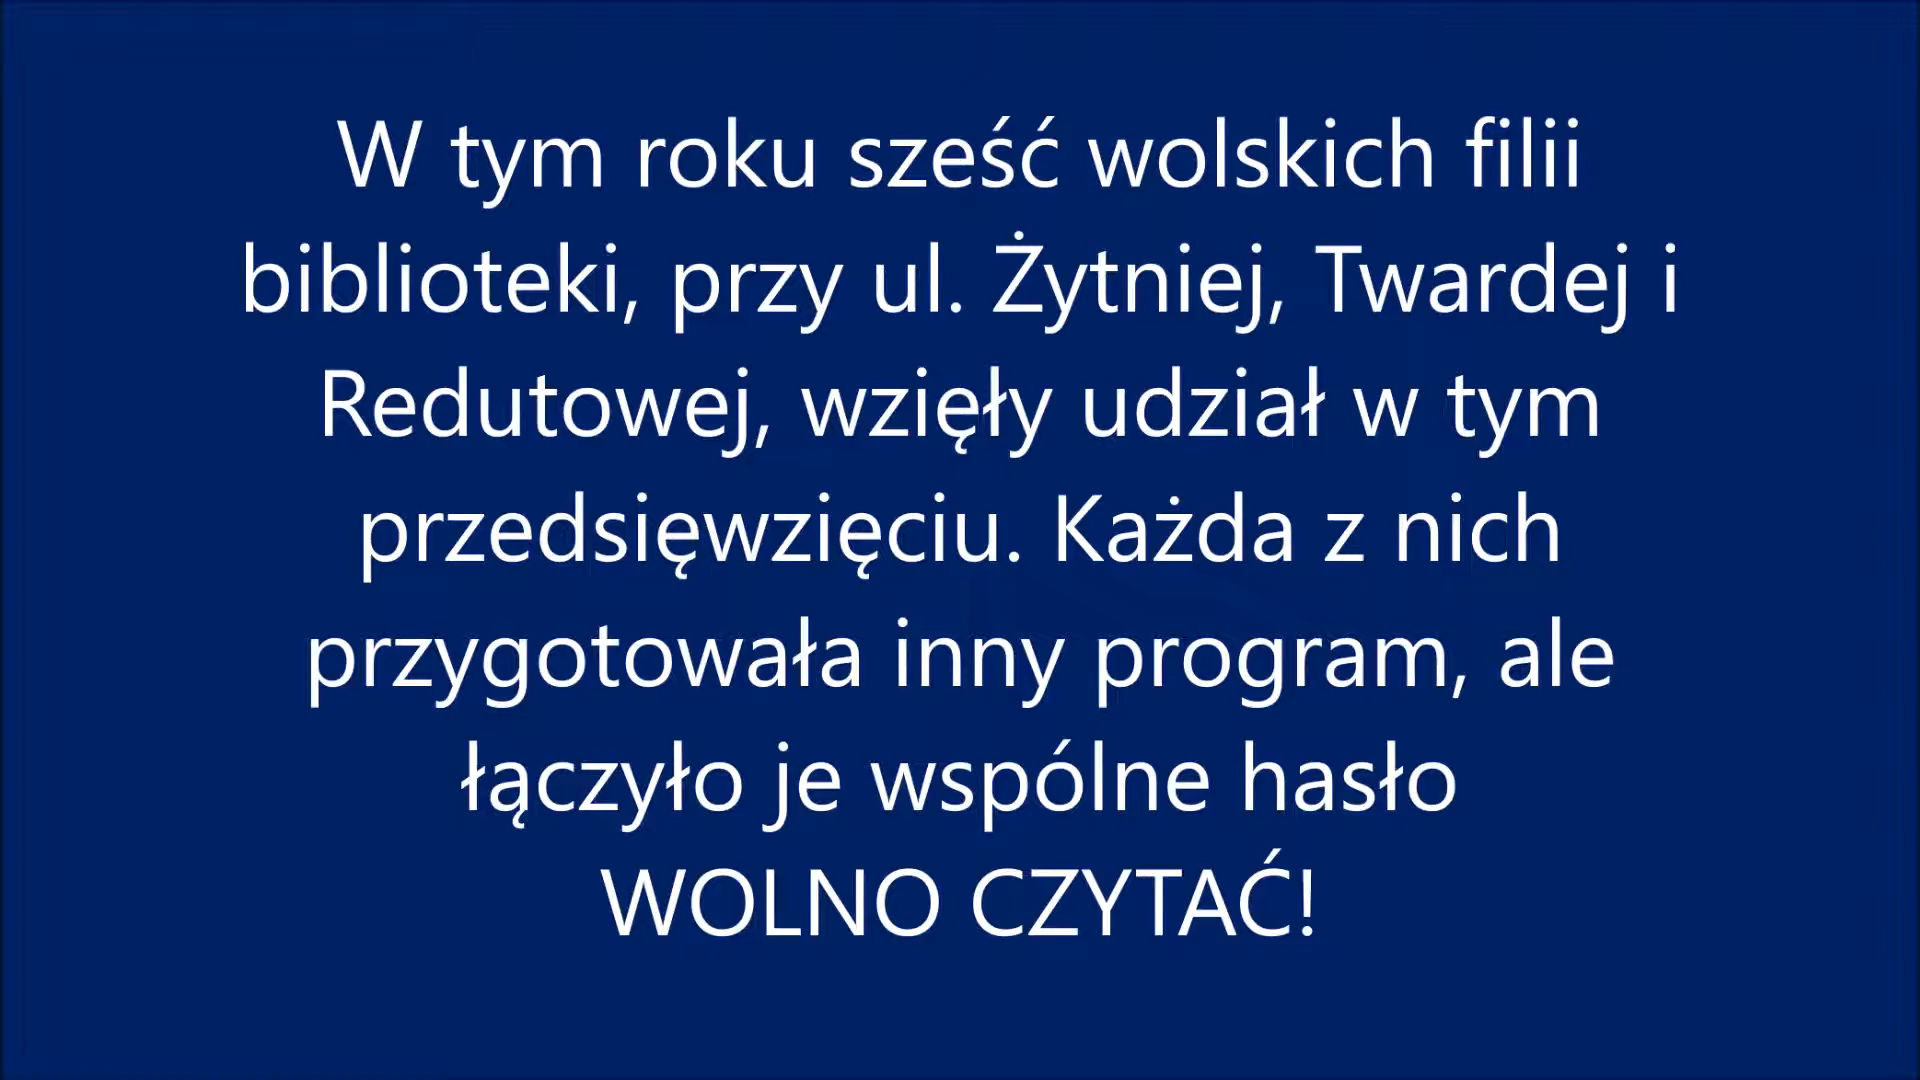 W tym roku sześć wolskich filii
biblioteki, przy ul. Żytniej, Twardej i
Redutowej, wzięły udział w tym
przedsięwzięciu. Każda z nich
przygotowała inny program, ale
łączyło je wspólne hasło
WOLNO CZYTAĆ!